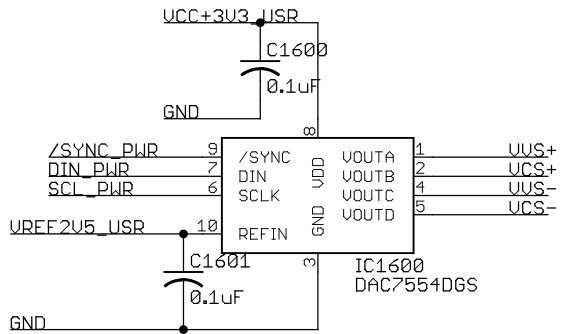 VCC+3V3_USR
C1600
0.1uF
GND
8
/SYNC_PWR 9 /SYNC VDD VOUTA 1 VVS+
DIN_PWR 7 DIN VOUTB 2 VCS+
SCL_PWR 6 SCLK VOUTC 4 VVS-
GND VOUTD 5 VCS-
VREF2V5_USR 10 REFIN
C1601 3 IC1600
DAC7554DGS
0.1uF
GND